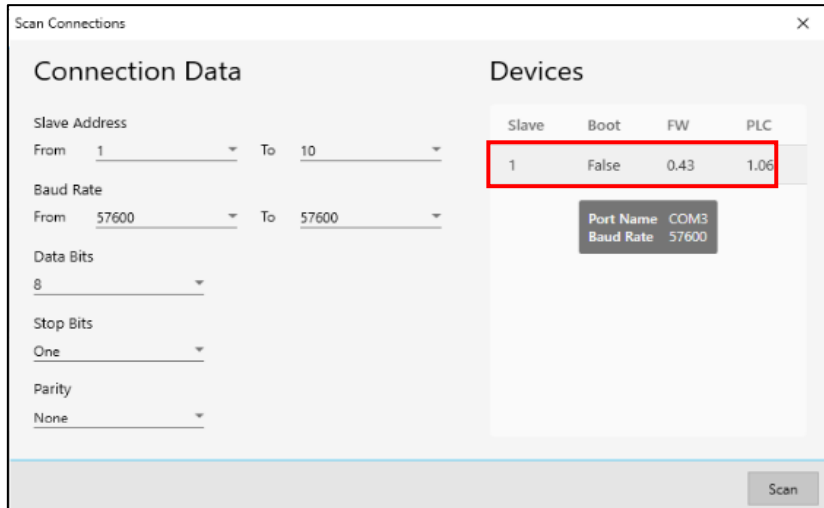 Scan Connections
Connection Data
Slave Address
From 1 To 10
Baud Rate
From 57600 To 57600
Data Bits
8
Stop Bits
One
Parity
None
Devices
Slave Boot FW PLC
1 False 0.43 1.06
Port Name COM3
Baud Rate 57600
Scan